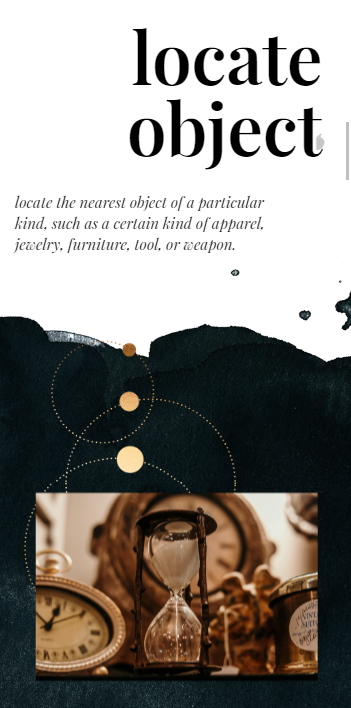 locate
object
locate the nearest object of a particular
kind, such as a certain kind of apparel,
jewelry, furniture, tool, or weapon.